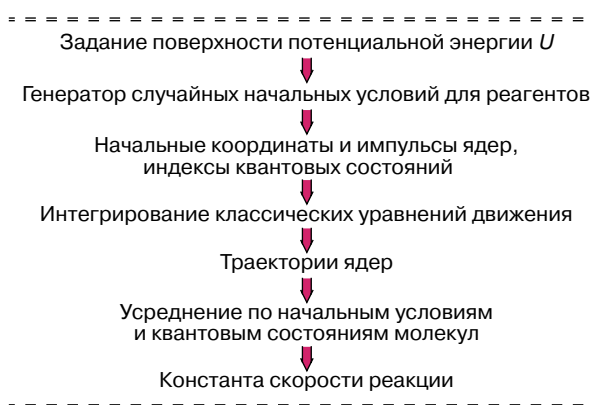 Задание поверхности потенциальной энергии U
Генератор случайных начальных условий для реагентов
Начальные координаты и импульсы ядер,
индексы квантовых состояний
Интегрирование классических уравнений движения
Траектории ядер
Усреднение по начальным условиям
и квантовым состояниям молекул
Константа скорости реакции